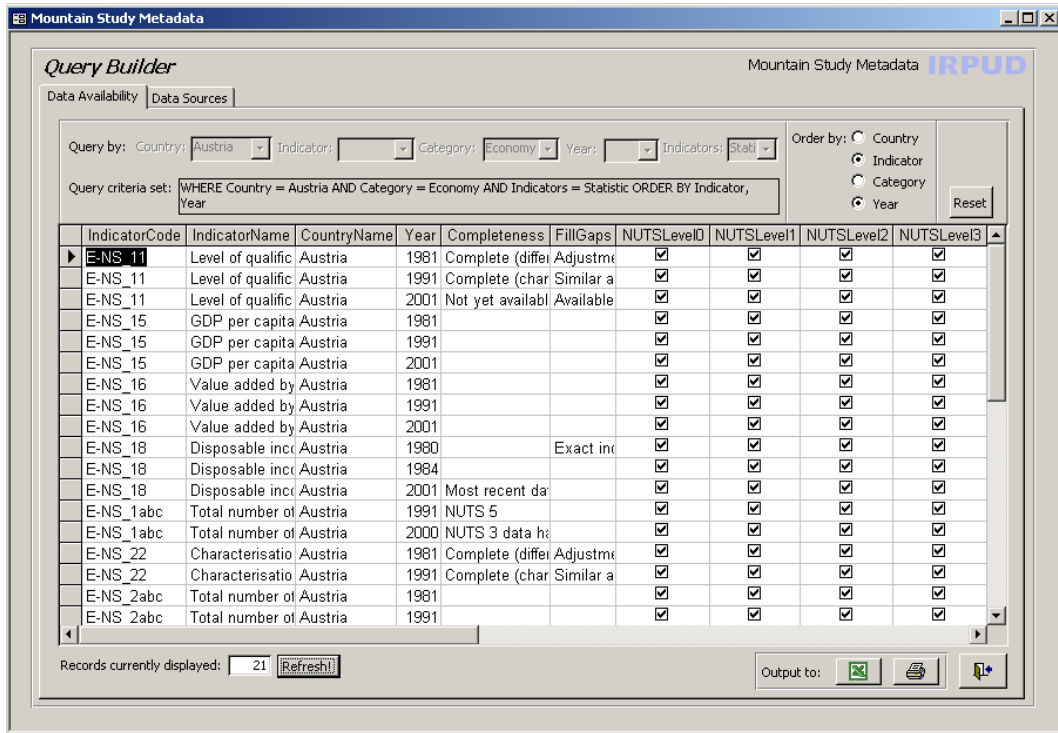 Mountain Study Metadata
Query Builder
Mountain Study Metadata IRPUD
Data Availability Data Sources
Query by: Country: Austria Indicator: Category: Economy Year: Indicators: Stati
Order by: Country
Indicator
Category
Year
Query criteria set: WHERE Country = Austria AND Category = Economy AND Indicators = Statistic ORDER BY Indicator,
Year
Reset
IndicatorCode IndicatorName CountryName Year Completeness FillGaps NUTSLevel0 NUTSLevel1 NUTSLevel2 NUTSLevel3
E-NS_11 Level of qualific Austria 1981 Complete (differ Adjustme
E-NS_11 Level of qualific Austria 1991 Complete (char Similar a
E-NS_11 Level of qualific Austria 2001 Not yet availabl Available
E-NS_15 GDP per capita Austria 1981
E-NS_15 GDP per capita Austria 1991
E-NS_15 GDP per capita Austria 2001
E-NS_16 Value added by Austria 1981
E-NS_16 Value added by Austria 1991
E-NS_16 Value added by Austria 2001
E-NS_18 Disposable inco Austria 1980 Exact inc
E-NS_18 Disposable inco Austria 1984
E-NS_18 Disposable inco Austria 2001 Most recent da
E-NS_1abc Total number of Austria 1991 NUTS 5
E-NS_1abc Total number of Austria 2000 NUTS 3 data ha
E-NS_22 Characterisatio Austria 1981 Complete (differ Adjustme
E-NS_22 Characterisatio Austria 1991 Complete (char Similar a
E-NS_2abc Total number of Austria 1981
E-NS_2abc Total number of Austria 1991
Records currently displayed: 21 Refresh!
Output to: